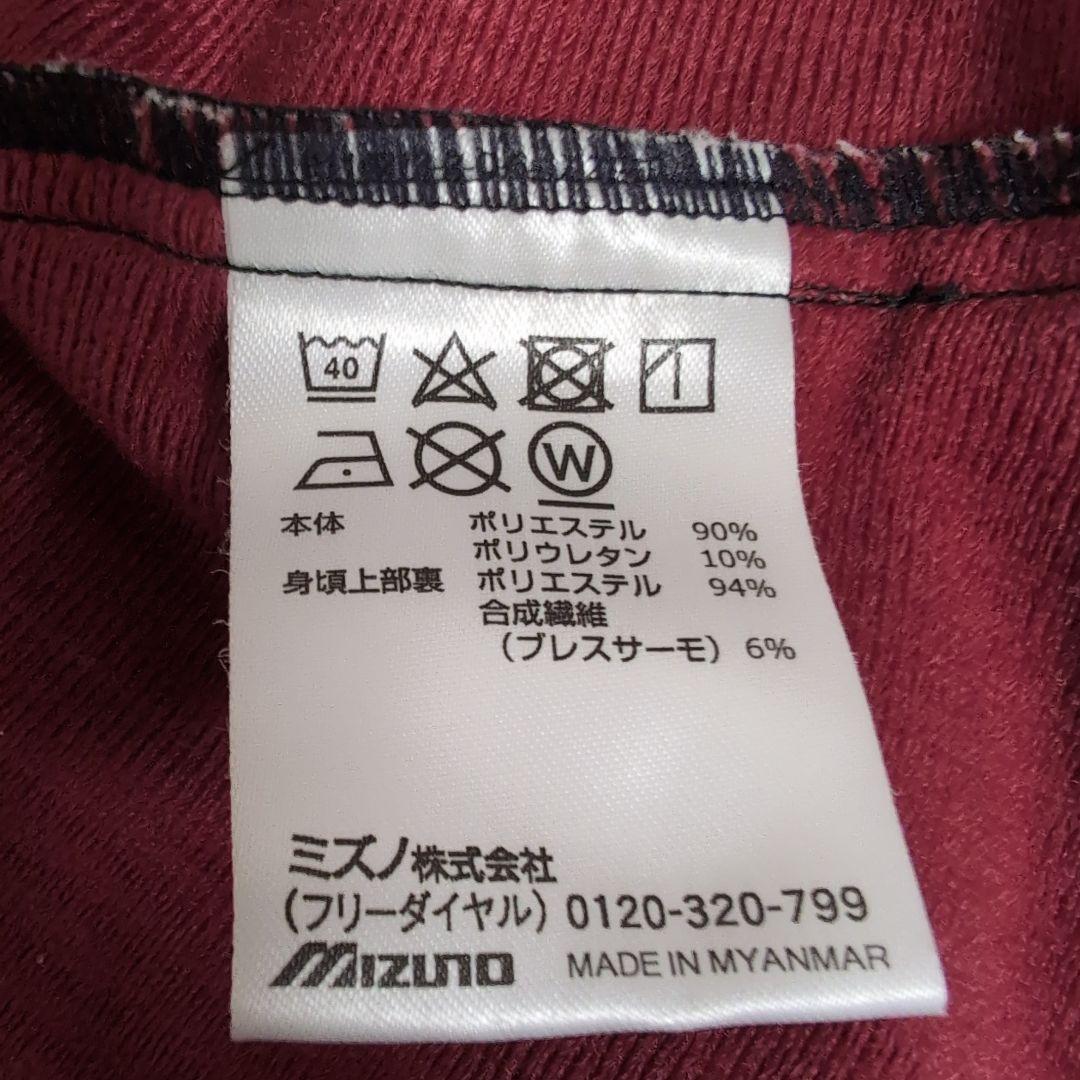 40
W
本体 ポリエステル 90%
ポリウレタン 10%
身頃上部裏 ポリエステル 94%
合成繊維
(ブレスサーモ) 6%
ミズノ株式会社
(フリーダイヤル) 0120-320-799
MIZUNO MADE IN MYANMAR